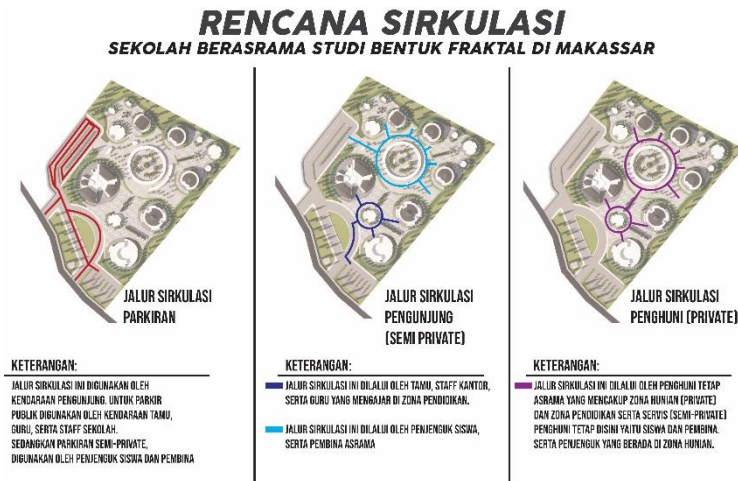 RENCANA SIRKULASI
SEKOLAH BERASRAMA STUDI BENTUK FRAKTAL DI MAKASSAR
JALUR SIRKULASI
PARKIRAN
KETERANGAN:
JALUR SIRKULASI INI DIGUNAKAN OLEH
KENDARAAN PENGUNJUNG. UNTUK PARKIR
PUBLIK DIGUNAKAN OLEH KENDARAAN TAMU,
GURU, SERTA STAFF SEKOLAH.
SEDANGKAN PARKIRAN SEMI-PRIVATE,
DIGUNAKAN OLEH PENJENGUK SISWA DAN PEMBINA
JALUR SIRKULASI
PENGUNJUNG
(SEMI PRIVATE)
KETERANGAN:
JALUR SIRKULASI INI DILALUI OLEH TAMU, STAFF KANTOR,
SERTA GURU YANG MENGAJAR DI ZONA PENDIDIKAN.
JALUR SIRKULASI INI DILALUI OLEH PENJENGUK SISWA,
SERTA PEMBINA ASRAMA
JALUR SIRKULASI
PENGHUNI (PRIVATE)
KETERANGAN:
JALUR SIRKULASI INI DILALUI OLEH PENGHUNI TETAP
ASRAMA YANG MENCAKUP ZONA HUNIAN (PRIVATE)
DAN ZONA PENDIDIKAN SERTA SERVIS (SEMI-PRIVATE)
PENGHUNI TETAP DISINI YAITU SISWA DAN PEMBINA.
SERTA PENJENGUK YANG BERADA DI ZONA HUNIAN.